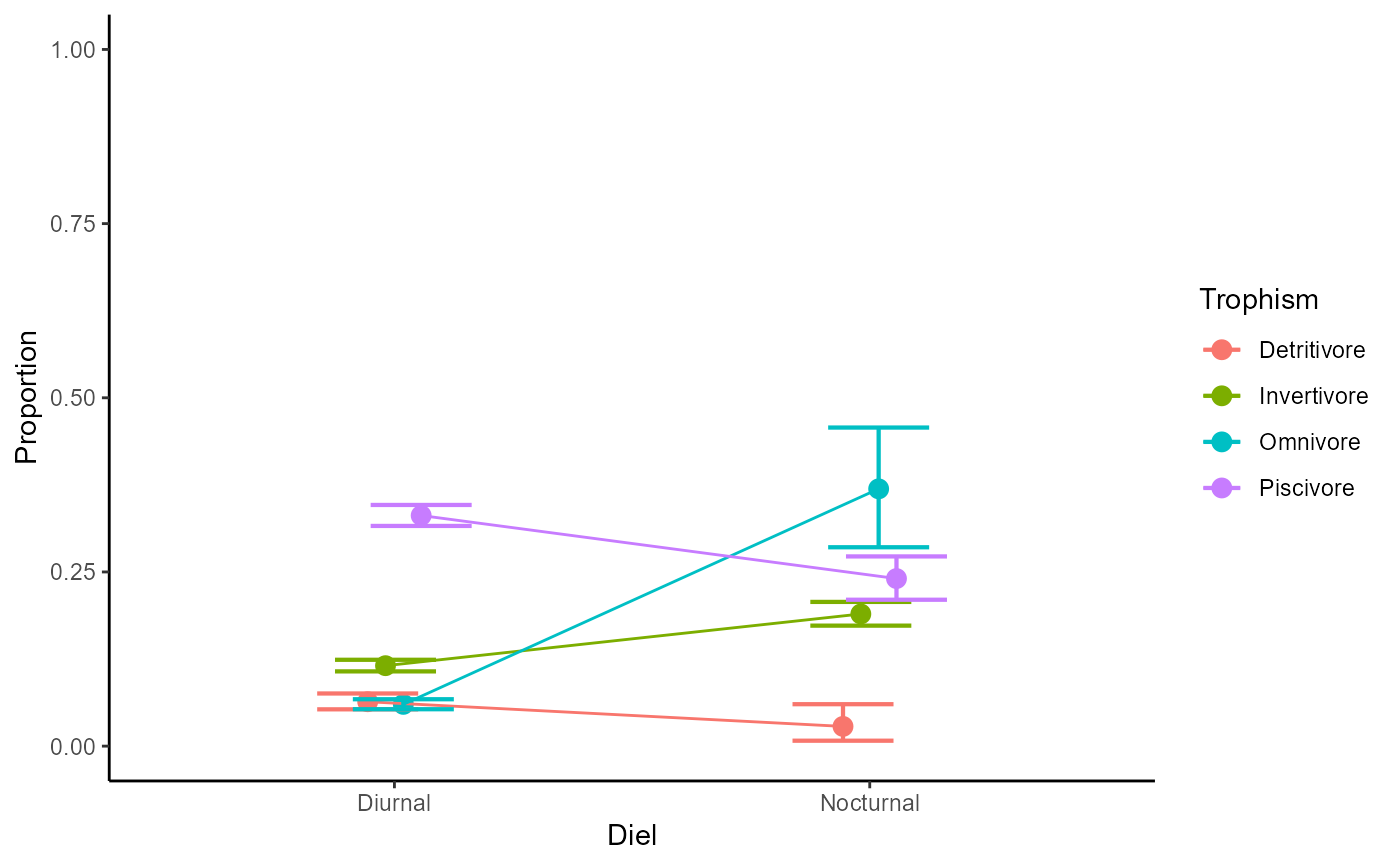 1.00
0.75
0.50
0.25
0.00
Proportion
Diurnal
Nocturnal
Diel
Trophism
Detritivore
Invertivore
Omnivore
Piscivore